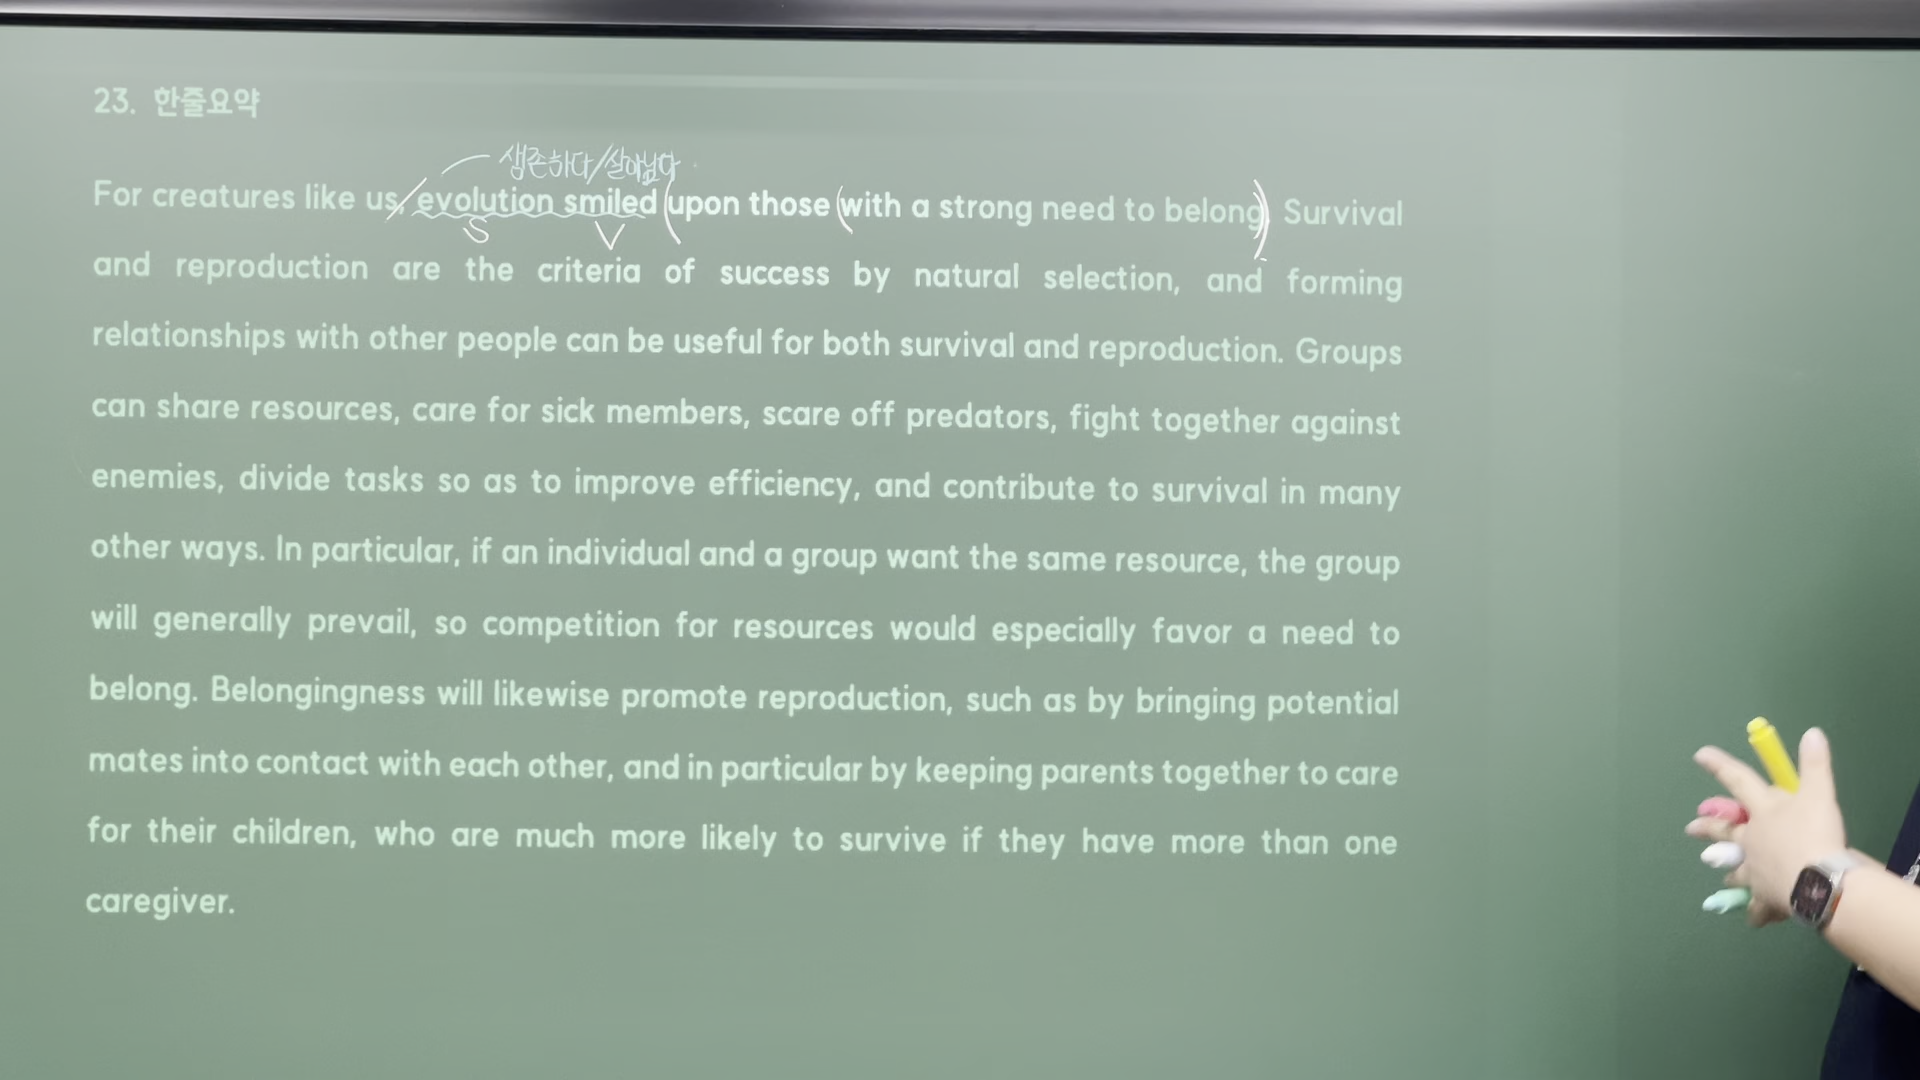 23. 한줄요약
생존하다/살아남다
For creatures like us, evolution smiled upon those with a strong need to belong. Survival
S V
and reproduction are the criteria of success by natural selection, and forming
relationships with other people can be useful for both survival and reproduction. Groups
can share resources, care for sick members, scare off predators, fight together against
enemies, divide tasks so as to improve efficiency, and contribute to survival in many
other ways. In particular, if an individual and a group want the same resource, the group
will generally prevail, so competition for resources would especially favor a need to
belong. Belongingness will likewise promote reproduction, such as by bringing potential
mates into contact with each other, and in particular by keeping parents together to care
for their children, who are much more likely to survive if they have more than one
caregiver.